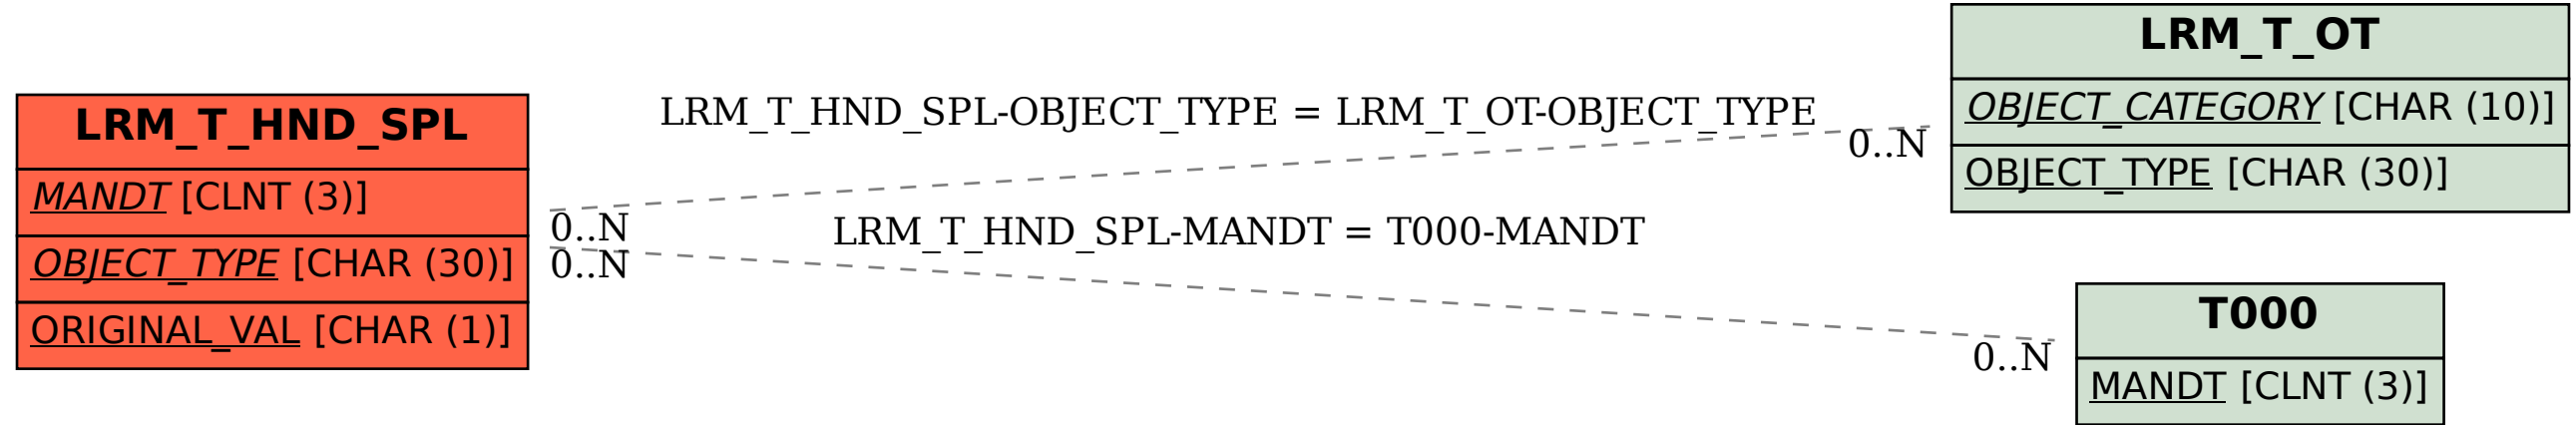 LRM_T_HND_SPL
MANDT [CLNT (3)]
OBJECT_TYPE [CHAR (30)]
ORIGINAL_VAL [CHAR (1)]
LRM_T_HND_SPL-OBJECT_TYPE = LRM_T_OT-OBJECT_TYPE
0..N
0..N
LRM_T_HND_SPL-MANDT = T000-MANDT
0..N
0..N
LRM_T_OT
OBJECT_CATEGORY [CHAR (10)]
OBJECT_TYPE [CHAR (30)]
T000
MANDT [CLNT (3)]